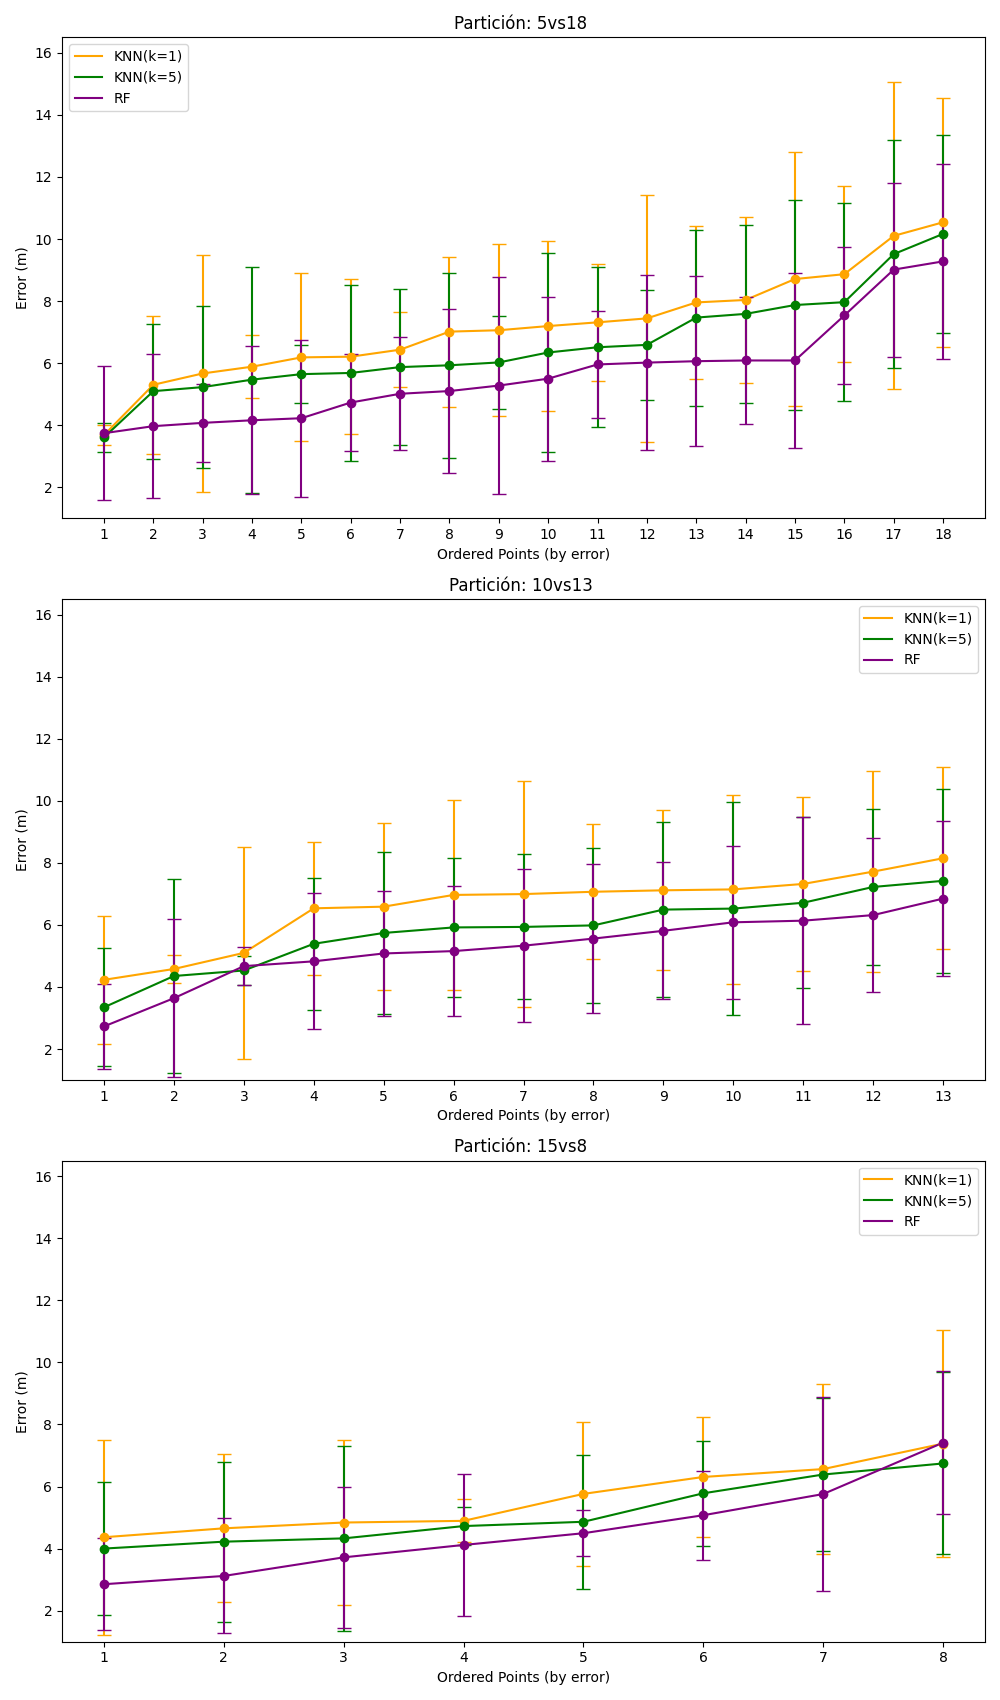 Partición: 5vs18
KNN(k=1)
KNN(k=5)
RF
16
14
12
10
8
6
4
2
Error (m)
1 2 3 4 5 6 7 8 9 10 11 12 13 14 15 16 17 18
Ordered Points (by error)
Partición: 10vs13
KNN(k=1)
KNN(k=5)
RF
16
14
12
10
8
6
4
2
Error (m)
1 2 3 4 5 6 7 8 9 10 11 12 13
Ordered Points (by error)
Partición: 15vs8
KNN(k=1)
KNN(k=5)
RF
16
14
12
10
8
6
4
2
Error (m)
1 2 3 4 5 6 7 8
Ordered Points (by error)